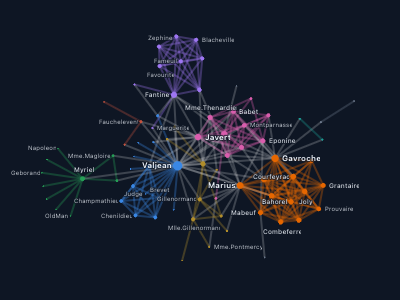 Zephine
Blacheville
Fameuil
Favourite
Fantine
Mme.Thenardie
Babet
Fauchelevent
Marguerite
Montparnasse
Javert
Eponine
Napoleon
Mme.Magloire
Gavroche
Valjean
Geborand
Myriel
Courfeyrac
Marius
Grantaire
Judge
Brevet
Champmathieu
Gillenormand
Bahorel
Joly
OldMan
Chenildieu
Mabeuf
Prouvaire
Mlle.Gillenormand
Combeferre
Mme.Pontmercy